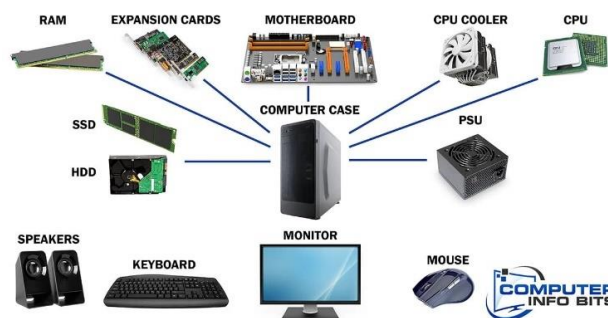 RAM
EXPANSION CARDS
MOTHERBOARD
CPU COOLER
CPU
COMPUTER CASE
SSD
PSU
HDD
SPEAKERS
KEYBOARD
MONITOR
MOUSE
COMPUTER
INFO BITS